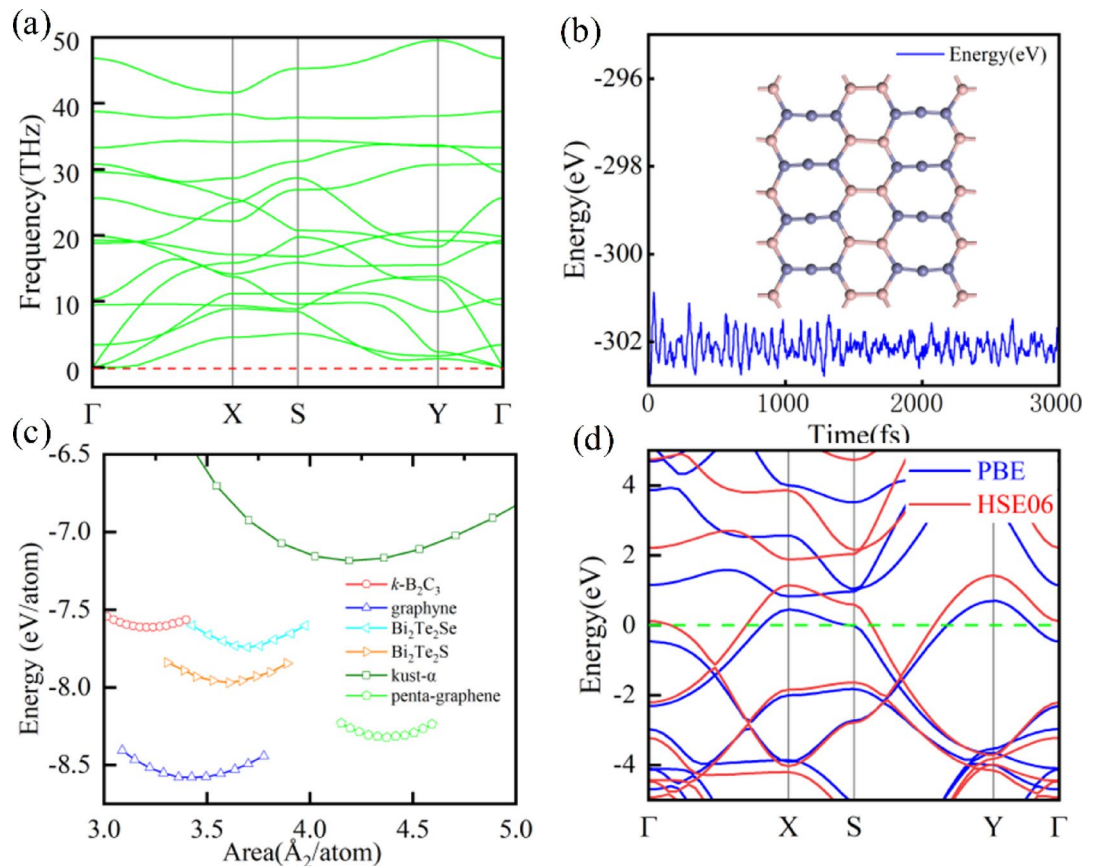 (a)
50
40
30
20
10
0
Frequency(THz)
Γ X S Y Γ
(b)
Energy(eV)
-296
-298
-300
-302
Energy(eV)
0 1000 2000 3000
Time(fs)
(c)
-6.5
-7.0
-7.5
-8.0
-8.5
Energy (eV/atom)
k-B₂C₃
graphyne
Bi₂Te₂Se
Bi₂Te₂S
kust-α
penta-graphene
3.0 3.5 4.0 4.5 5.0
Area(Å₂/atom)
(d)
PBE
HSE06
4
2
0
-2
-4
Energy(eV)
Γ X S Y Γ